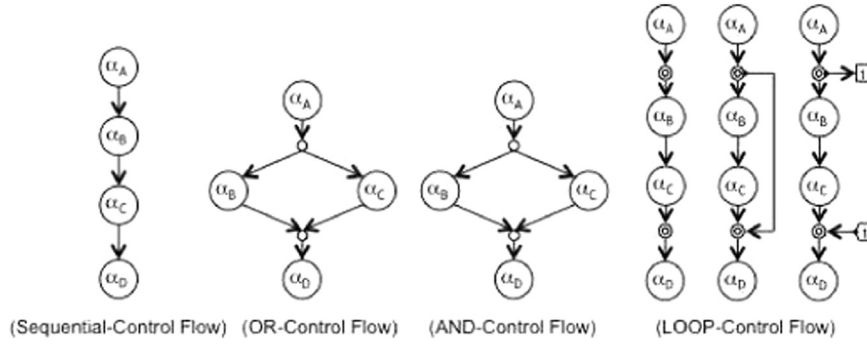 αA αA αA αA
αA αA αA
1
αB αB αB αB
αB αC αB αC
αC αC αC αC
1
αD αD αD
αD αD αD
(Sequential-Control Flow) (OR-Control Flow) (AND-Control Flow) (LOOP-Control Flow)